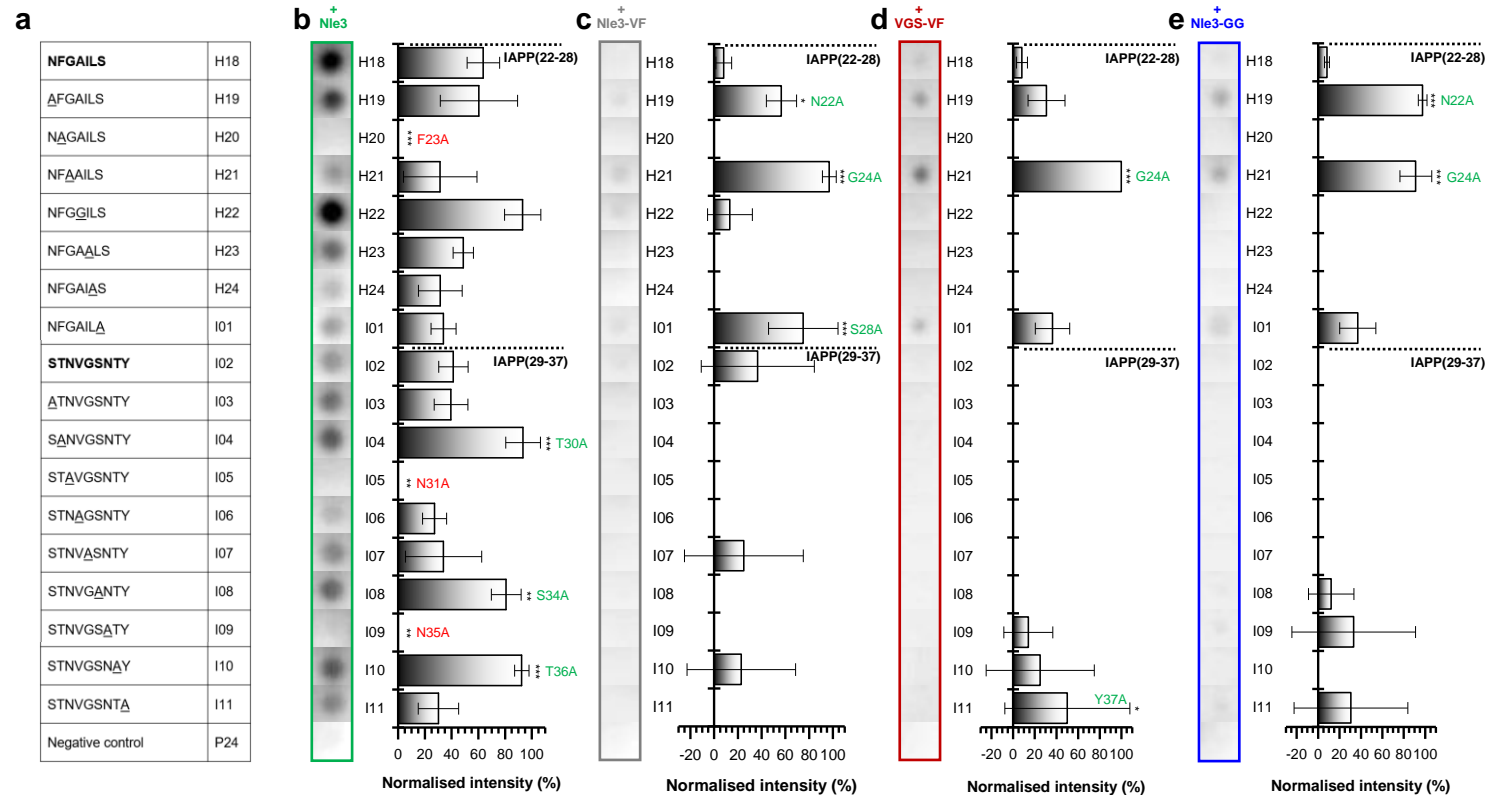 a
NFGAILS H18
AFGAILS H19
NAGAILS H20
NFAAILS H21
NFGGILS H22
NFGAALS H23
NFGAIAS H24
NFGAILA I01
STNVGSNTY I02
ATNVGSNTY I03
SANVGSNTY I04
STAVGSNTY I05
STNAGSNTY I06
STNVASNTY I07
STNVGANTY I08
STNVGSATY I09
STNVGSNAY I10
STNVGSNTA I11
Negative control P24
b
+
Nle3
H18
H19
H20
H21
H22
H23
H24
I01
I02
I03
I04
I05
I06
I07
I08
I09
I10
I11
IAPP(22-28)
*** F23A
IAPP(29-37)
*** T30A
** N31A
** S34A
** N35A
*** T36A
0 20 40 60 80 100
Normalised intensity (%)
c
+
Nle3-VF
H18
H19
H20
H21
H22
H23
H24
I01
I02
I03
I04
I05
I06
I07
I08
I09
I10
I11
IAPP(22-28)
* N22A
*** G24A
*** S28A
IAPP(29-37)
-20 0 20 40 60 80 100
Normalised intensity (%)
d
+
VGS-VF
H18
H19
H20
H21
H22
H23
H24
I01
I02
I03
I04
I05
I06
I07
I08
I09
I10
I11
IAPP(22-28)
*** G24A
IAPP(29-37)
Y37A
*
-20 0 20 40 60 80 100
Normalised intensity (%)
e
+
Nle3-GG
H18
H19
H20
H21
H22
H23
H24
I01
I02
I03
I04
I05
I06
I07
I08
I09
I10
I11
IAPP(22-28)
*** N22A
*** G24A
IAPP(29-37)
-20 0 20 40 60 80 100
Normalised intensity (%)